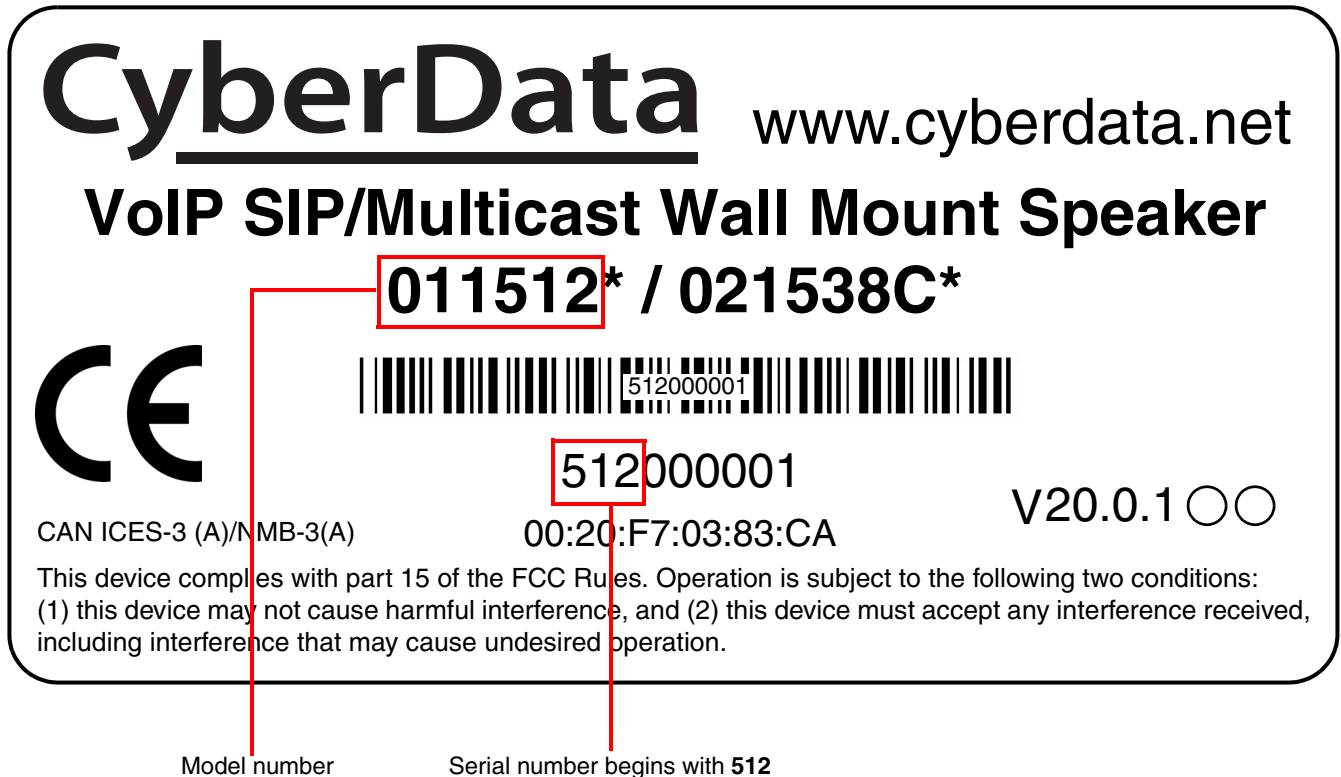 CyberData www.cyberdata.net
VoIP SIP/Multicast Wall Mount Speaker
011512* / 021538C*
512000001
512000001
V20.0.1
CAN ICES-3 (A)/NMB-3(A) 00:20:F7:03:83:CA
This device complies with part 15 of the FCC Rules. Operation is subject to the following two conditions:
(1) this device may not cause harmful interference, and (2) this device must accept any interference received,
including interference that may cause undesired operation.
Model number Serial number begins with 512